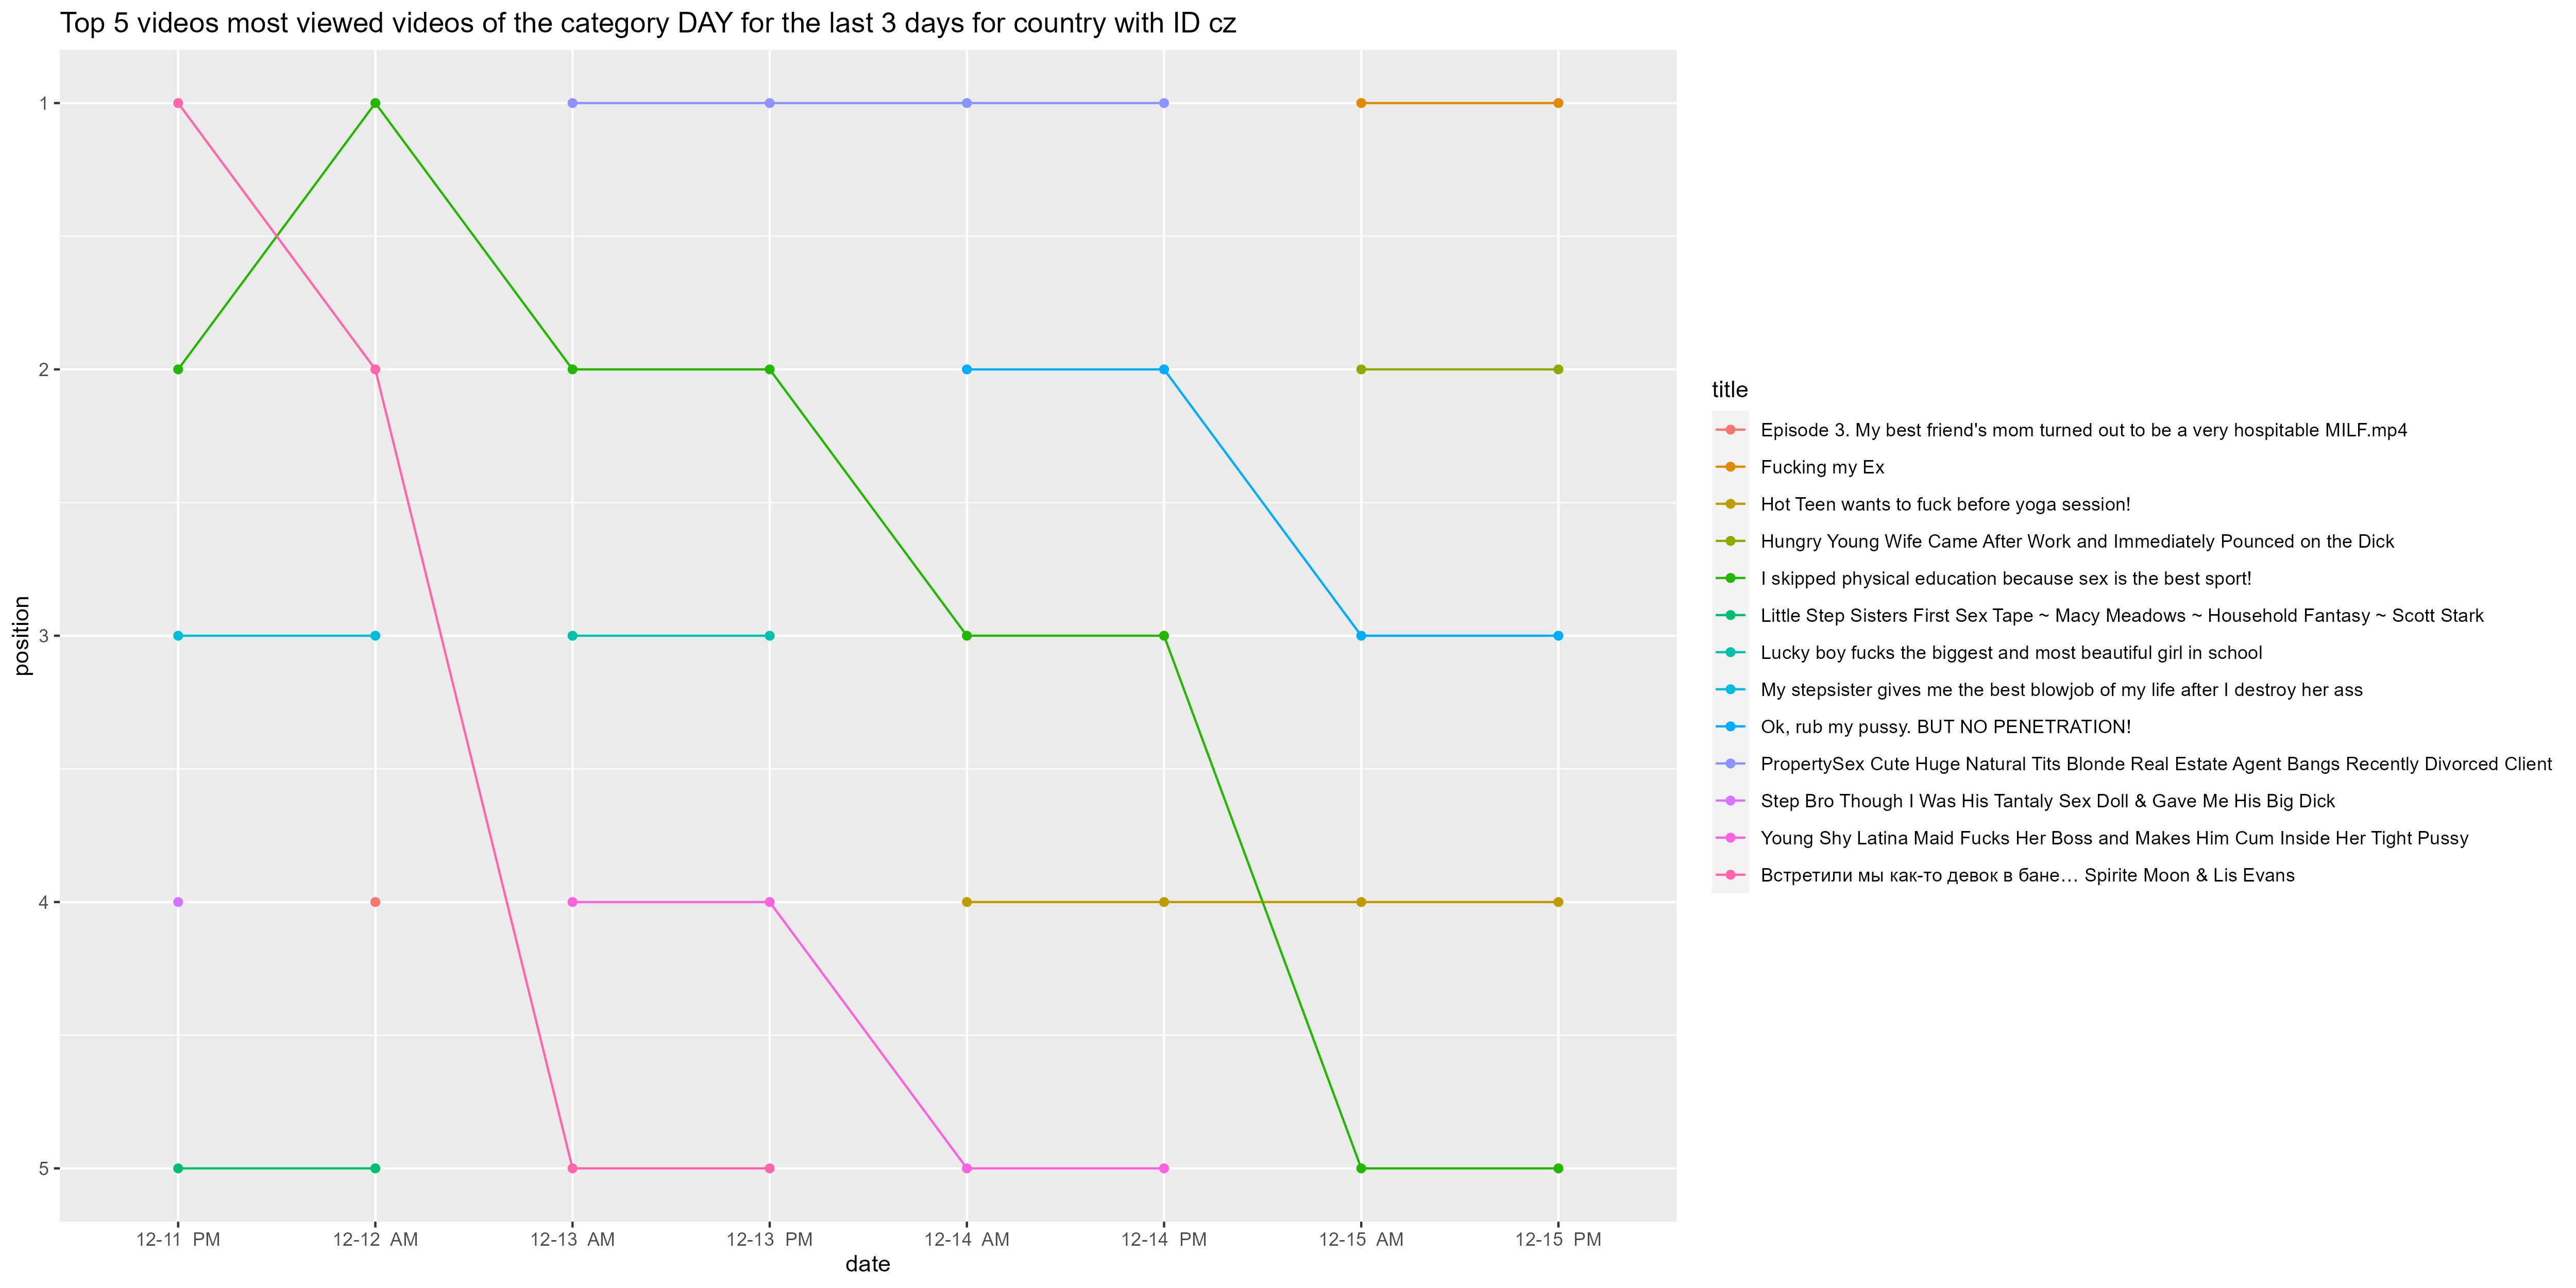 Top 5 videos most viewed videos of the category DAY for the last 3 days for country with ID cz
position
1
2
3
4
5
12-11 PM
12-12 AM
12-13 AM
12-13 PM
12-14 AM
12-14 PM
12-15 AM
12-15 PM
date
title
Episode 3. My best friend's mom turned out to be a very hospitable MILF.mp4
Fucking my Ex
Hot Teen wants to fuck before yoga session!
Hungry Young Wife Came After Work and Immediately Pounced on the Dick
I skipped physical education because sex is the best sport!
Little Step Sisters First Sex Tape ~ Macy Meadows ~ Household Fantasy ~ Scott Stark
Lucky boy fucks the biggest and most beautiful girl in school
My stepsister gives me the best blowjob of my life after I destroy her ass
Ok, rub my pussy. BUT NO PENETRATION!
PropertySex Cute Huge Natural Tits Blonde Real Estate Agent Bangs Recently Divorced Client
Step Bro Though I Was His Tantaly Sex Doll & Gave Me His Big Dick
Young Shy Latina Maid Fucks Her Boss and Makes Him Cum Inside Her Tight Pussy
Встретили мы как-то девок в бане… Spirite Moon & Lis Evans